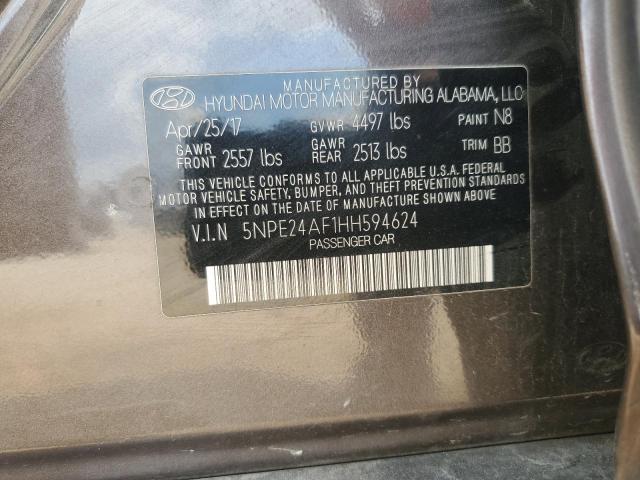 MANUFACTURED BY
HYUNDAI MOTOR MANUFACTURING ALABAMA, LLC
Apr/25/17 GVWR 4497 lbs PAINT N8
GAWR FRONT 2557 lbs GAWR REAR 2513 lbs TRIM BB
THIS VEHICLE CONFORMS TO ALL APPLICABLE U.S.A. FEDERAL
MOTOR VEHICLE SAFETY, BUMPER, AND THEFT PREVENTION STANDARDS
IN EFFECT ON THE DATE OF MANUFACTURE SHOWN ABOVE.
V.I.N 5NPE24AF1HH594624
PASSENGER CAR